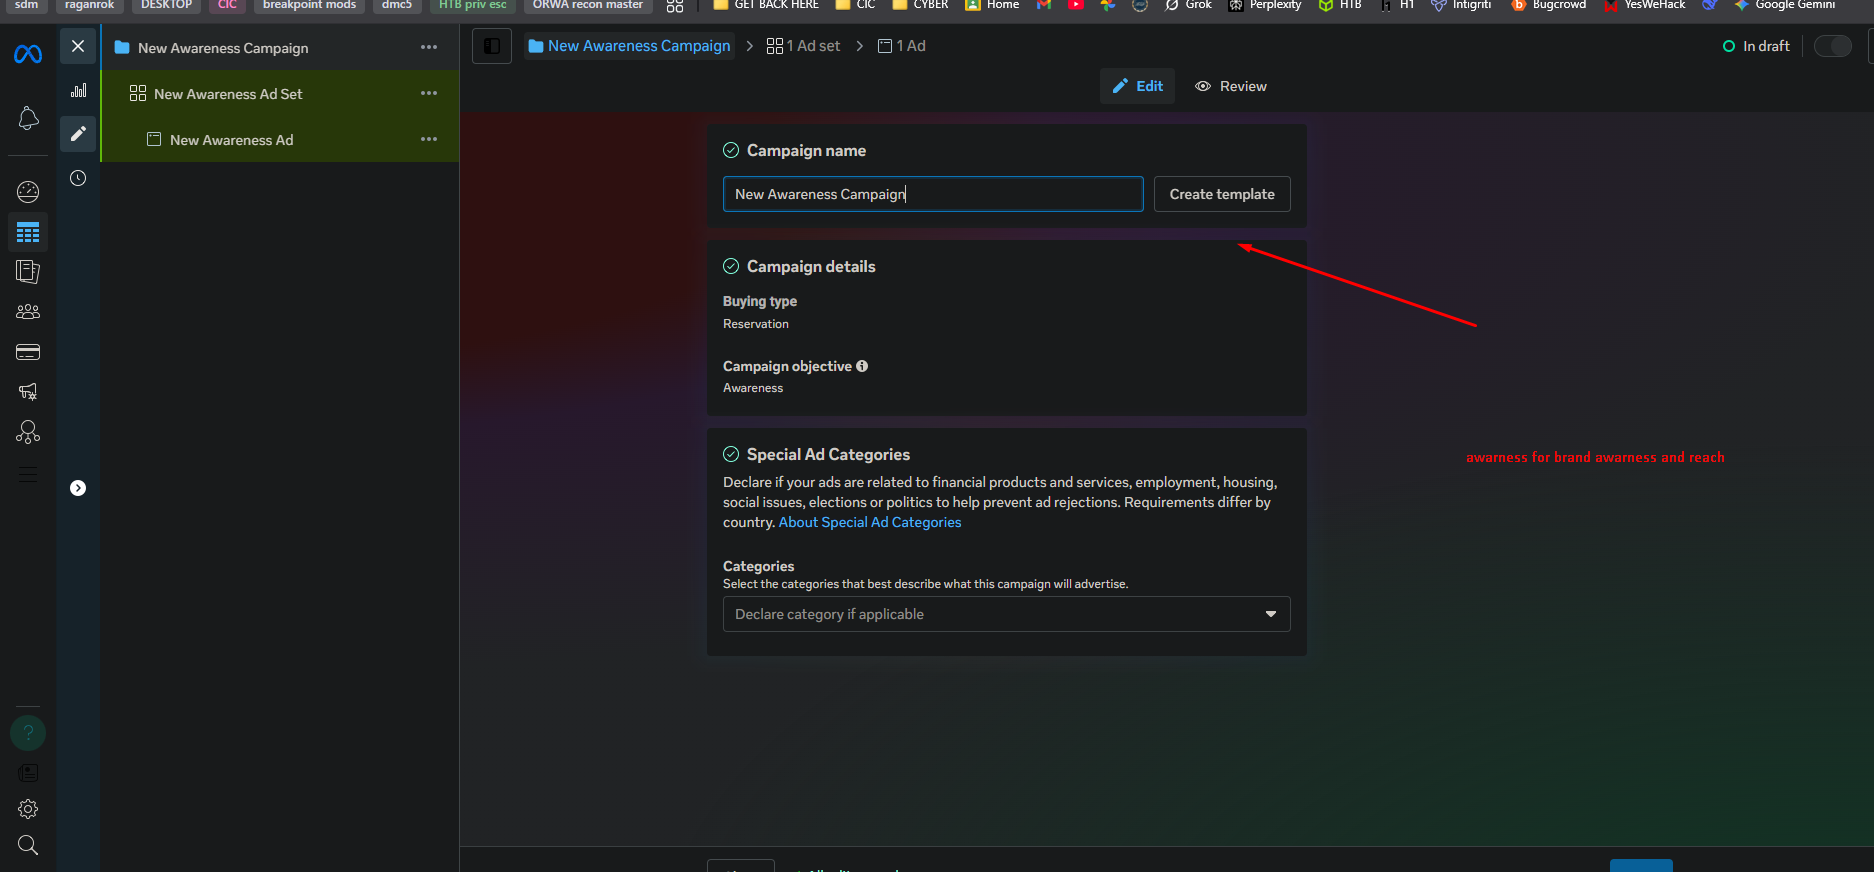 sdm raganrok DESKTOP CIC breakpoint mods dmc5 HTB priv esc ORWA recon master GET BACK HERE CIC CYBER Home Grok Perplexity HTB H1 Intigriti Bugcrowd YesWeHack Google Gemini
New Awareness Campaign
New Awareness Ad Set
New Awareness Ad
New Awareness Campaign 1 Ad set 1 Ad In draft
Edit Review
Campaign name
New Awareness Campaign Create template
Campaign details
Buying type
Reservation
Campaign objective
Awareness
Special Ad Categories
Declare if your ads are related to financial products and services, employment, housing,
social issues, elections or politics to help prevent ad rejections. Requirements differ by
country. About Special Ad Categories
Categories
Select the categories that best describe what this campaign will advertise.
Declare category if applicable
awarness for brand awarness and reach